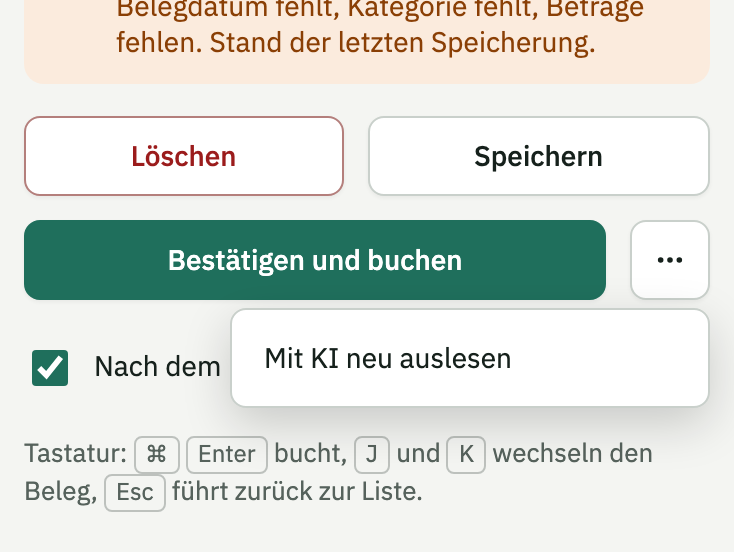 Belegdatum fehlt, Kategorie fehlt, Beträge
fehlen. Stand der letzten Speicherung.
Löschen
Speichern
Bestätigen und buchen
...
Mit KI neu auslesen
Nach dem
Tastatur: ⌘ Enter bucht, J und K wechseln den
Beleg, Esc führt zurück zur Liste.